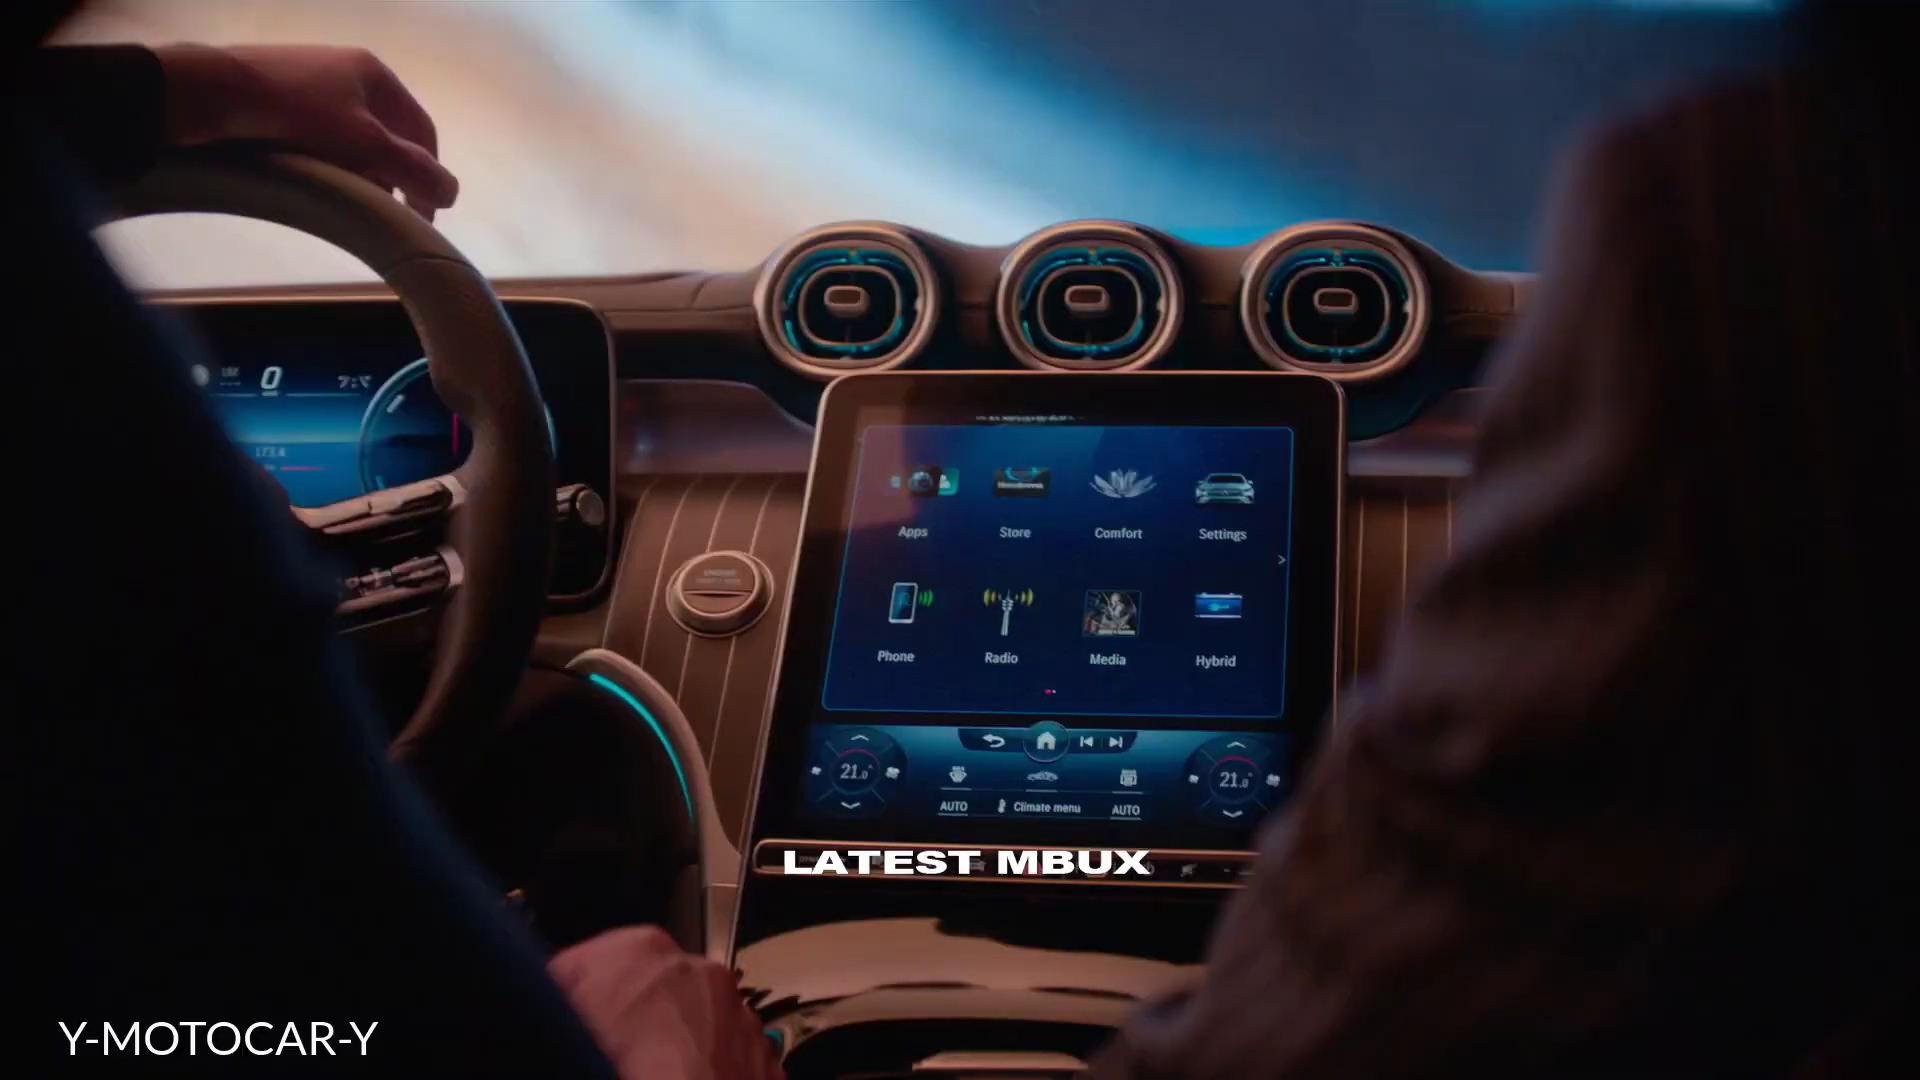 0
Apps
Store
Comfort
Settings
Phone
Radio
Media
Hybrid
21.0°
21.0°
AUTO
Climate menu
AUTO
LATEST MBUX
Y-MOTOCAR-Y